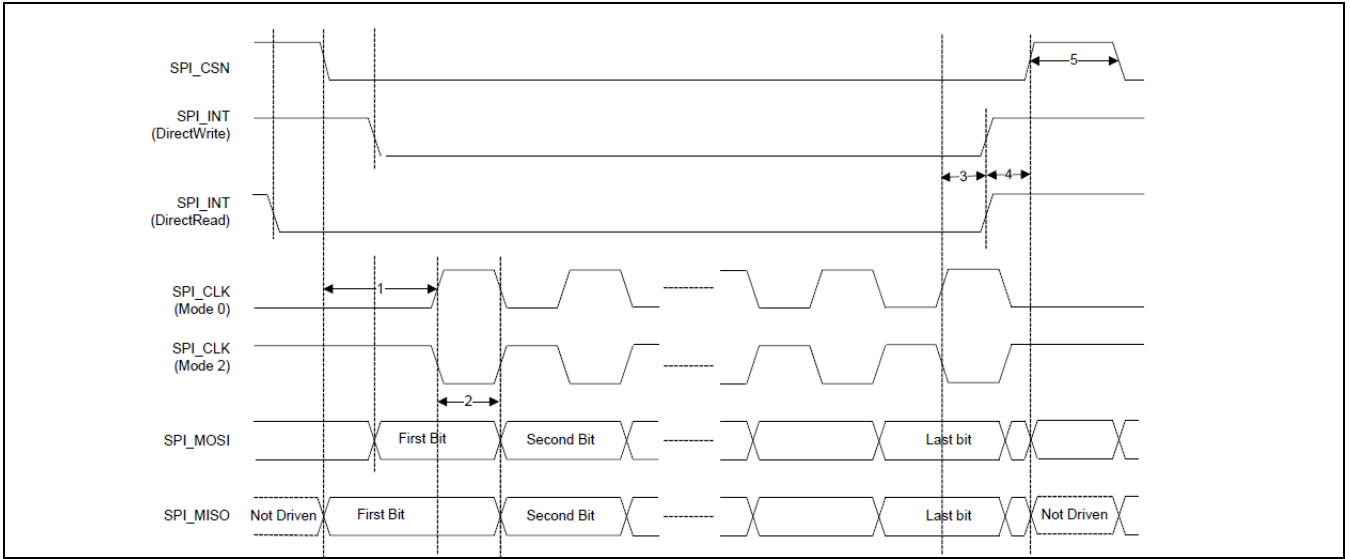 SPI_CSN
5
SPI_INT
(DirectWrite)
3
4
SPI_INT
(DirectRead)
SPI_CLK
(Mode 0)
1
SPI_CLK
(Mode 2)
2
SPI_MOSI
First Bit
Second Bit
Last bit
SPI_MISO
Not Driven
First Bit
Second Bit
Last bit
Not Driven